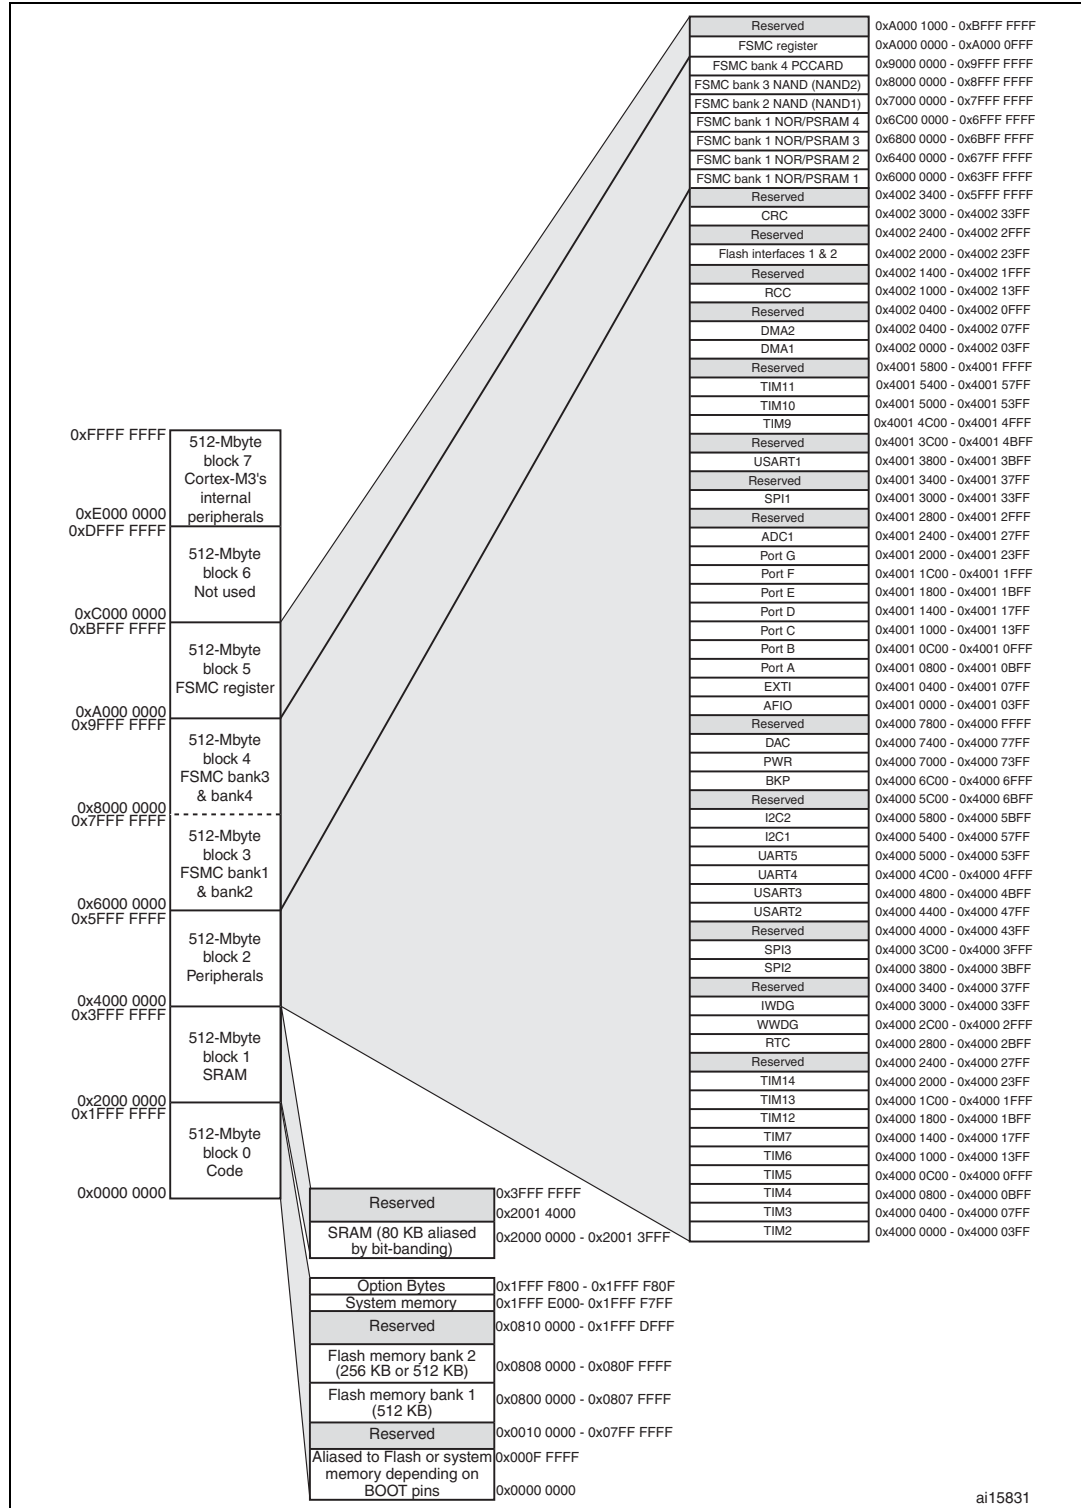 Reserved 0xA000 1000 - 0xBFFF FFFF
FSMC register 0xA000 0000 - 0xA000 0FFF
FSMC bank 4 PCCARD 0x9000 0000 - 0x9FFF FFFF
FSMC bank 3 NAND (NAND2) 0x8000 0000 - 0x8FFF FFFF
FSMC bank 2 NAND (NAND1) 0x7000 0000 - 0x7FFF FFFF
FSMC bank 1 NOR/PSRAM 4 0x6C00 0000 - 0x6FFF FFFF
FSMC bank 1 NOR/PSRAM 3 0x6800 0000 - 0x6BFF FFFF
FSMC bank 1 NOR/PSRAM 2 0x6400 0000 - 0x67FF FFFF
FSMC bank 1 NOR/PSRAM 1 0x6000 0000 - 0x63FF FFFF
Reserved 0x4002 3400 - 0x5FFF FFFF
CRC 0x4002 3000 - 0x4002 33FF
Reserved 0x4002 2400 - 0x4002 2FFF
Flash interfaces 1 & 2 0x4002 2000 - 0x4002 23FF
Reserved 0x4002 1400 - 0x4002 1FFF
RCC 0x4002 1000 - 0x4002 13FF
Reserved 0x4002 0400 - 0x4002 0FFF
DMA2 0x4002 0400 - 0x4002 07FF
DMA1 0x4002 0000 - 0x4002 03FF
Reserved 0x4001 5800 - 0x4001 FFFF
TIM11 0x4001 5400 - 0x4001 57FF
TIM10 0x4001 5000 - 0x4001 53FF
TIM9 0x4001 4C00 - 0x4001 4FFF
Reserved 0x4001 3C00 - 0x4001 4BFF
USART1 0x4001 3800 - 0x4001 3BFF
Reserved 0x4001 3400 - 0x4001 37FF
SPI1 0x4001 3000 - 0x4001 33FF
Reserved 0x4001 2800 - 0x4001 2FFF
ADC1 0x4001 2400 - 0x4001 27FF
Port G 0x4001 2000 - 0x4001 23FF
Port F 0x4001 1C00 - 0x4001 1FFF
Port E 0x4001 1800 - 0x4001 1BFF
Port D 0x4001 1400 - 0x4001 17FF
Port C 0x4001 1000 - 0x4001 13FF
Port B 0x4001 0C00 - 0x4001 0FFF
Port A 0x4001 0800 - 0x4001 0BFF
EXTI 0x4001 0400 - 0x4001 07FF
AFIO 0x4001 0000 - 0x4001 03FF
Reserved 0x4000 7800 - 0x4000 FFFF
DAC 0x4000 7400 - 0x4000 77FF
PWR 0x4000 7000 - 0x4000 73FF
BKP 0x4000 6C00 - 0x4000 6FFF
Reserved 0x4000 5C00 - 0x4000 6BFF
I2C2 0x4000 5800 - 0x4000 5BFF
I2C1 0x4000 5400 - 0x4000 57FF
UART5 0x4000 5000 - 0x4000 53FF
UART4 0x4000 4C00 - 0x4000 4FFF
USART3 0x4000 4800 - 0x4000 4BFF
USART2 0x4000 4400 - 0x4000 47FF
Reserved 0x4000 4000 - 0x4000 43FF
SPI3 0x4000 3C00 - 0x4000 3FFF
SPI2 0x4000 3800 - 0x4000 3BFF
Reserved 0x4000 3400 - 0x4000 37FF
IWDG 0x4000 3000 - 0x4000 33FF
WWDG 0x4000 2C00 - 0x4000 2FFF
RTC 0x4000 2800 - 0x4000 2BFF
Reserved 0x4000 2400 - 0x4000 27FF
TIM14 0x4000 2000 - 0x4000 23FF
TIM13 0x4000 1C00 - 0x4000 1FFF
TIM12 0x4000 1800 - 0x4000 1BFF
TIM7 0x4000 1400 - 0x4000 17FF
TIM6 0x4000 1000 - 0x4000 13FF
TIM5 0x4000 0C00 - 0x4000 0FFF
TIM4 0x4000 0800 - 0x4000 0BFF
TIM3 0x4000 0400 - 0x4000 07FF
TIM2 0x4000 0000 - 0x4000 03FF
0xFFFF FFFF
512-Mbyte
block 7
Cortex-M3's
internal
peripherals
0xE000 0000
0xDFFF FFFF
512-Mbyte
block 6
Not used
0xC000 0000
0xBFFF FFFF
512-Mbyte
block 5
FSMC register
0xA000 0000
0x9FFF FFFF
512-Mbyte
block 4
FSMC bank3
& bank4
0x8000 0000
0x7FFF FFFF
512-Mbyte
block 3
FSMC bank1
& bank2
0x6000 0000
0x5FFF FFFF
512-Mbyte
block 2
Peripherals
0x4000 0000
0x3FFF FFFF
512-Mbyte
block 1
SRAM
0x2000 0000
0x1FFF FFFF
512-Mbyte
block 0
Code
0x0000 0000
0x3FFF FFFF
Reserved
0x2001 4000
SRAM (80 KB aliased
by bit-banding)
0x2000 0000 - 0x2001 3FFF
Option Bytes 0x1FFF F800 - 0x1FFF F80F
System memory 0x1FFF E000- 0x1FFF F7FF
Reserved 0x0810 0000 - 0x1FFF DFFF
Flash memory bank 2
(256 KB or 512 KB)
0x0808 0000 - 0x080F FFFF
Flash memory bank 1
(512 KB)
0x0800 0000 - 0x0807 FFFF
Reserved 0x0010 0000 - 0x07FF FFFF
Aliased to Flash or system 0x000F FFFF
memory depending on
BOOT pins 0x0000 0000
ai15831